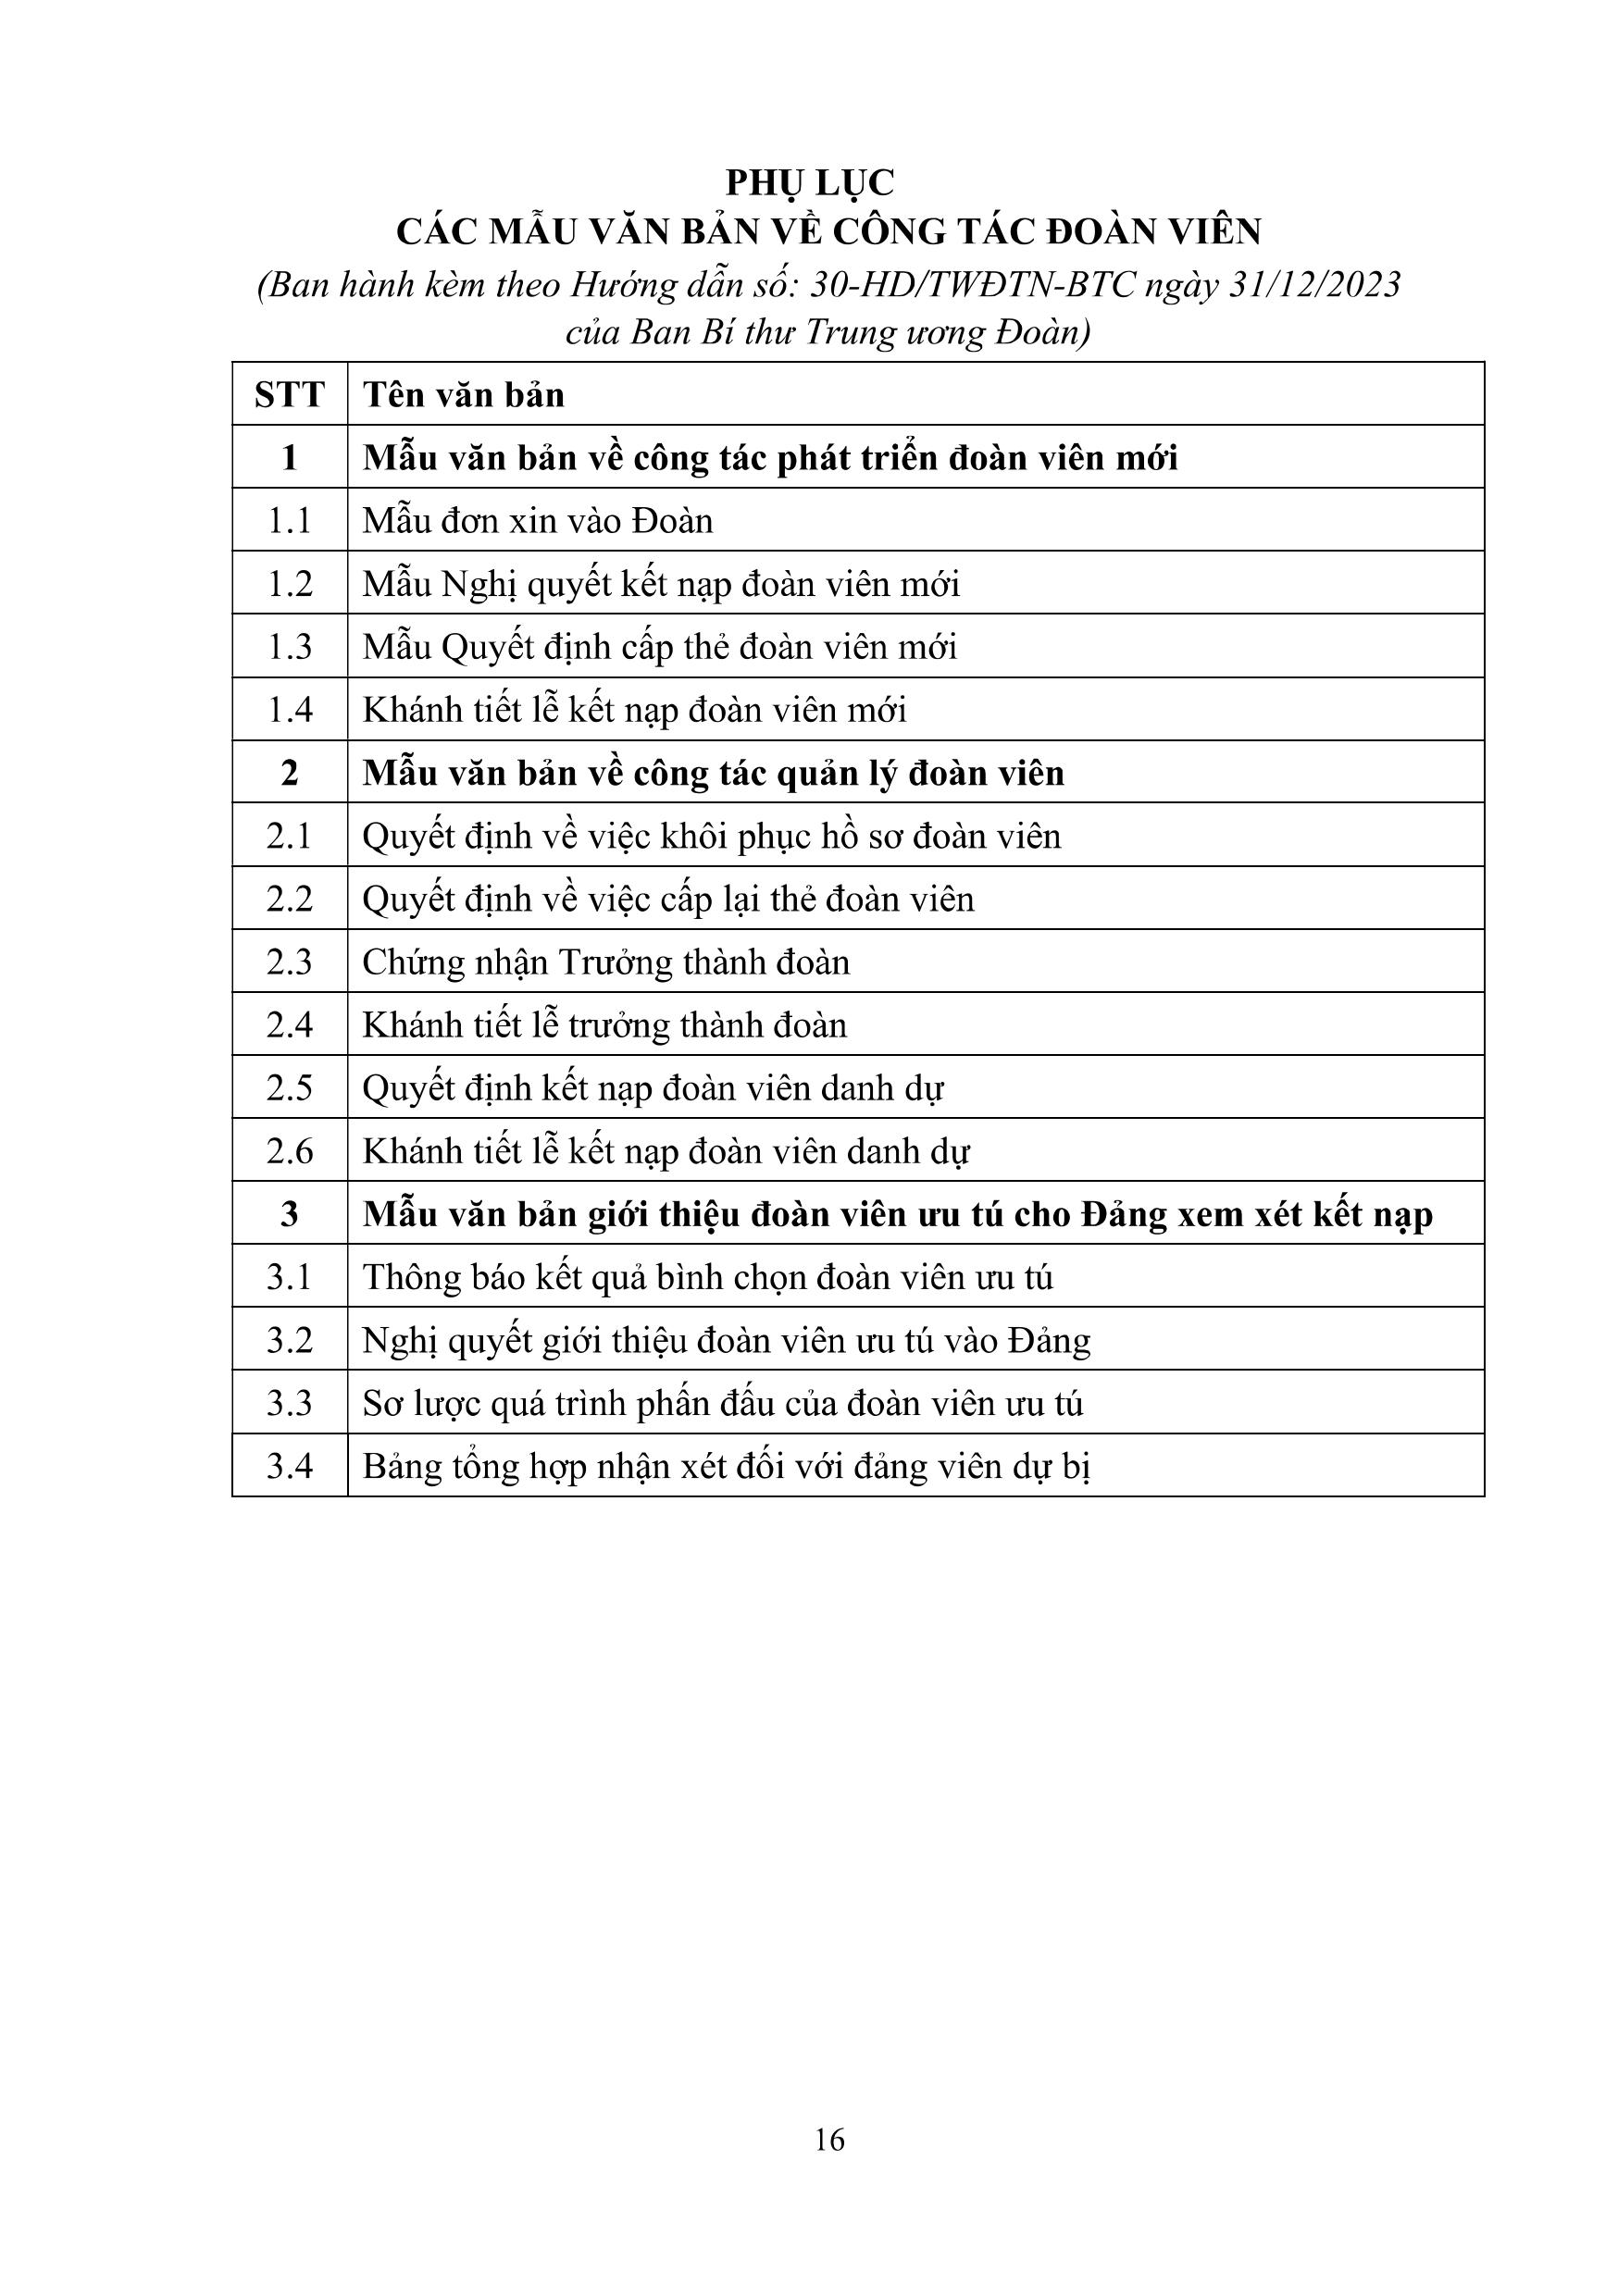 PHỤ LỤC
CÁC MẪU VĂN BẢN VỀ CÔNG TÁC ĐOÀN VIÊN
(Ban hành kèm theo Hướng dẫn số: 30-HD/TWĐTN-BTC ngày 31/12/2023
của Ban Bí thư Trung ương Đoàn)
STT Tên văn bản
1 Mẫu văn bản về công tác phát triển đoàn viên mới
1.1 Mẫu đơn xin vào Đoàn
1.2 Mẫu Nghị quyết kết nạp đoàn viên mới
1.3 Mẫu Quyết định cấp thẻ đoàn viên mới
1.4 Khánh tiết lễ kết nạp đoàn viên mới
2 Mẫu văn bản về công tác quản lý đoàn viên
2.1 Quyết định về việc khôi phục hồ sơ đoàn viên
2.2 Quyết định về việc cấp lại thẻ đoàn viên
2.3 Chứng nhận Trưởng thành đoàn
2.4 Khánh tiết lễ trưởng thành đoàn
2.5 Quyết định kết nạp đoàn viên danh dự
2.6 Khánh tiết lễ kết nạp đoàn viên danh dự
3 Mẫu văn bản giới thiệu đoàn viên ưu tú cho Đảng xem xét kết nạp
3.1 Thông báo kết quả bình chọn đoàn viên ưu tú
3.2 Nghị quyết giới thiệu đoàn viên ưu tú vào Đảng
3.3 Sơ lược quá trình phấn đấu của đoàn viên ưu tú
3.4 Bảng tổng hợp nhận xét đối với đảng viên dự bị
16